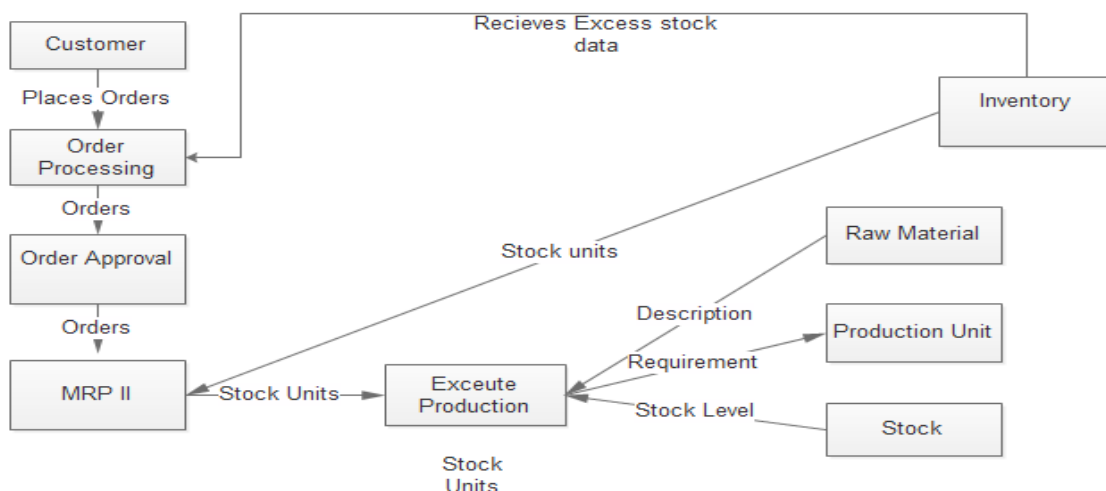 Recieves Excess stock
data
Customer
Places Orders
Inventory
Order
Processing
Orders
Raw Material
Order Approval
Stock units
Description
Orders
Production Unit
Requirement
MRP II
Stock Units
Exceute
Production
Stock Level
Stock
Stock
Units